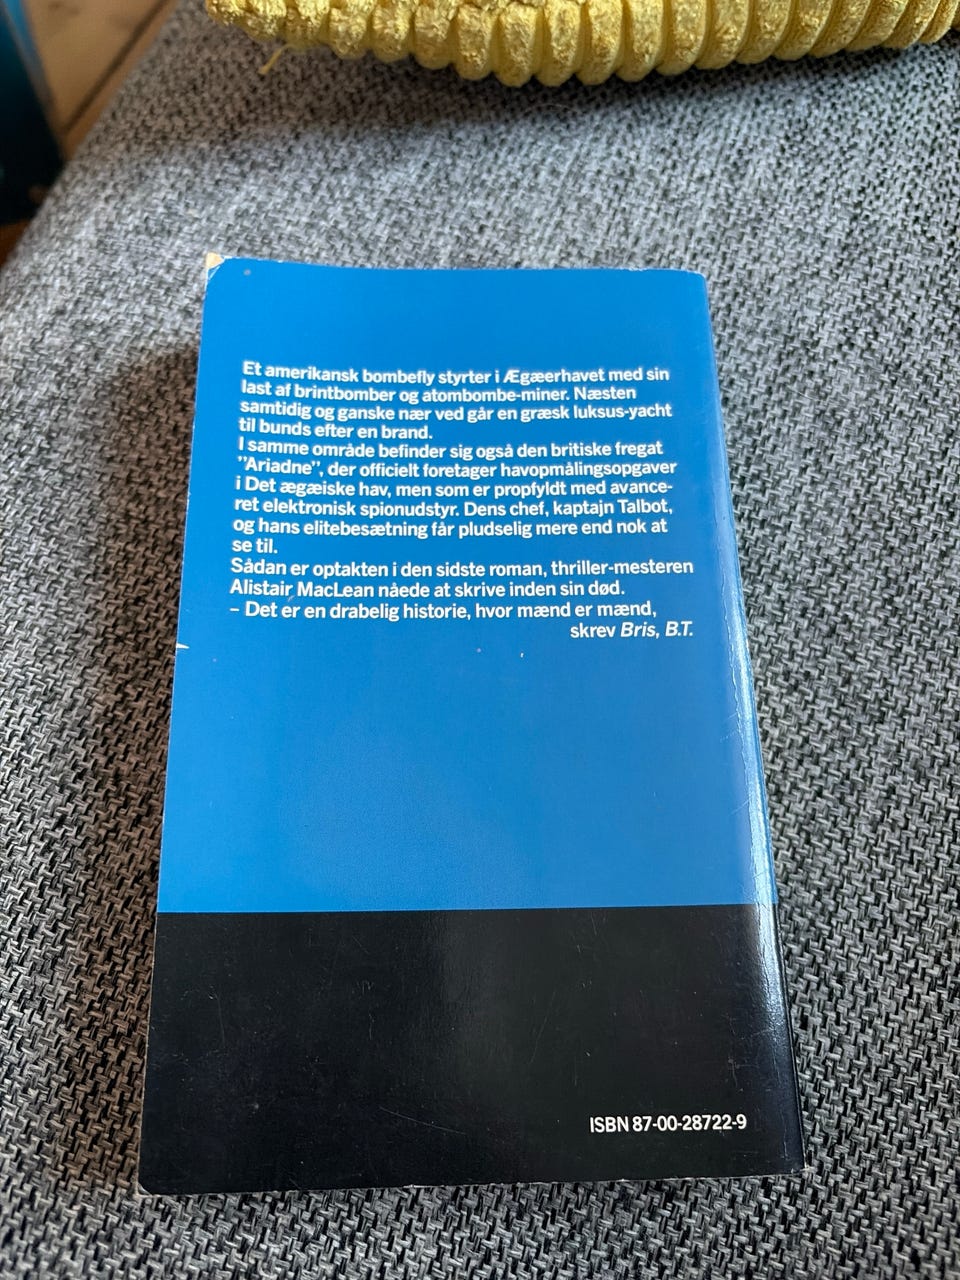 Et amerikansk bombefly styrter i Ægæerhavet med sin
last af brintbomber og atombombe-miner. Næsten
samtidig og ganske nær ved går en græsk luksus-yacht
til bunds efter en brand.
I samme område befinder sig også den britiske fregat
"Ariadne", der officielt foretager havopmålingsopgaver
i Det ægæiske hav, men som er propfyldt med avance-
ret elektronisk spionudstyr. Dens chef, kaptajn Talbot,
og hans elitebesætning får pludselig mere end nok at
se til.
Sådan er optakten i den sidste roman, thriller-mesteren
Alistair MacLean nåede at skrive inden sin død.
– Det er en drabelig historie, hvor mænd er mænd,
skrev Bris, B.T.
ISBN 87-00-28722-9